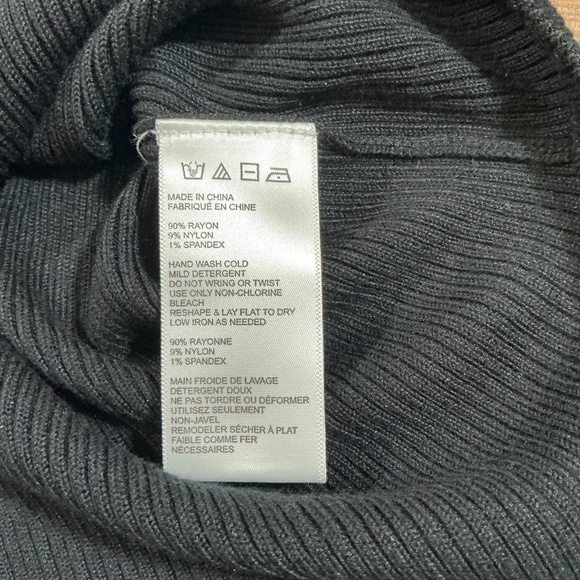 MADE IN CHINA
FABRIQUÉ EN CHINE
90% RAYON
9% NYLON
1% SPANDEX
HAND WASH COLD
MILD DETERGENT
DO NOT WRING OR TWIST
USE ONLY NON-CHLORINE
BLEACH
RESHAPE & LAY FLAT TO DRY
LOW IRON AS NEEDED
90% RAYONNE
9% NYLON
1% SPANDEX
MAIN FROIDE DE LAVAGE
DÉTERGENT DOUX
NE PAS TORDRE OU DÉFORMER
UTILISEZ SEULEMENT
NON-JAVEL
REMODELER SÉCHER À PLAT
FAIBLE COMME FER
NÉCESSAIRES